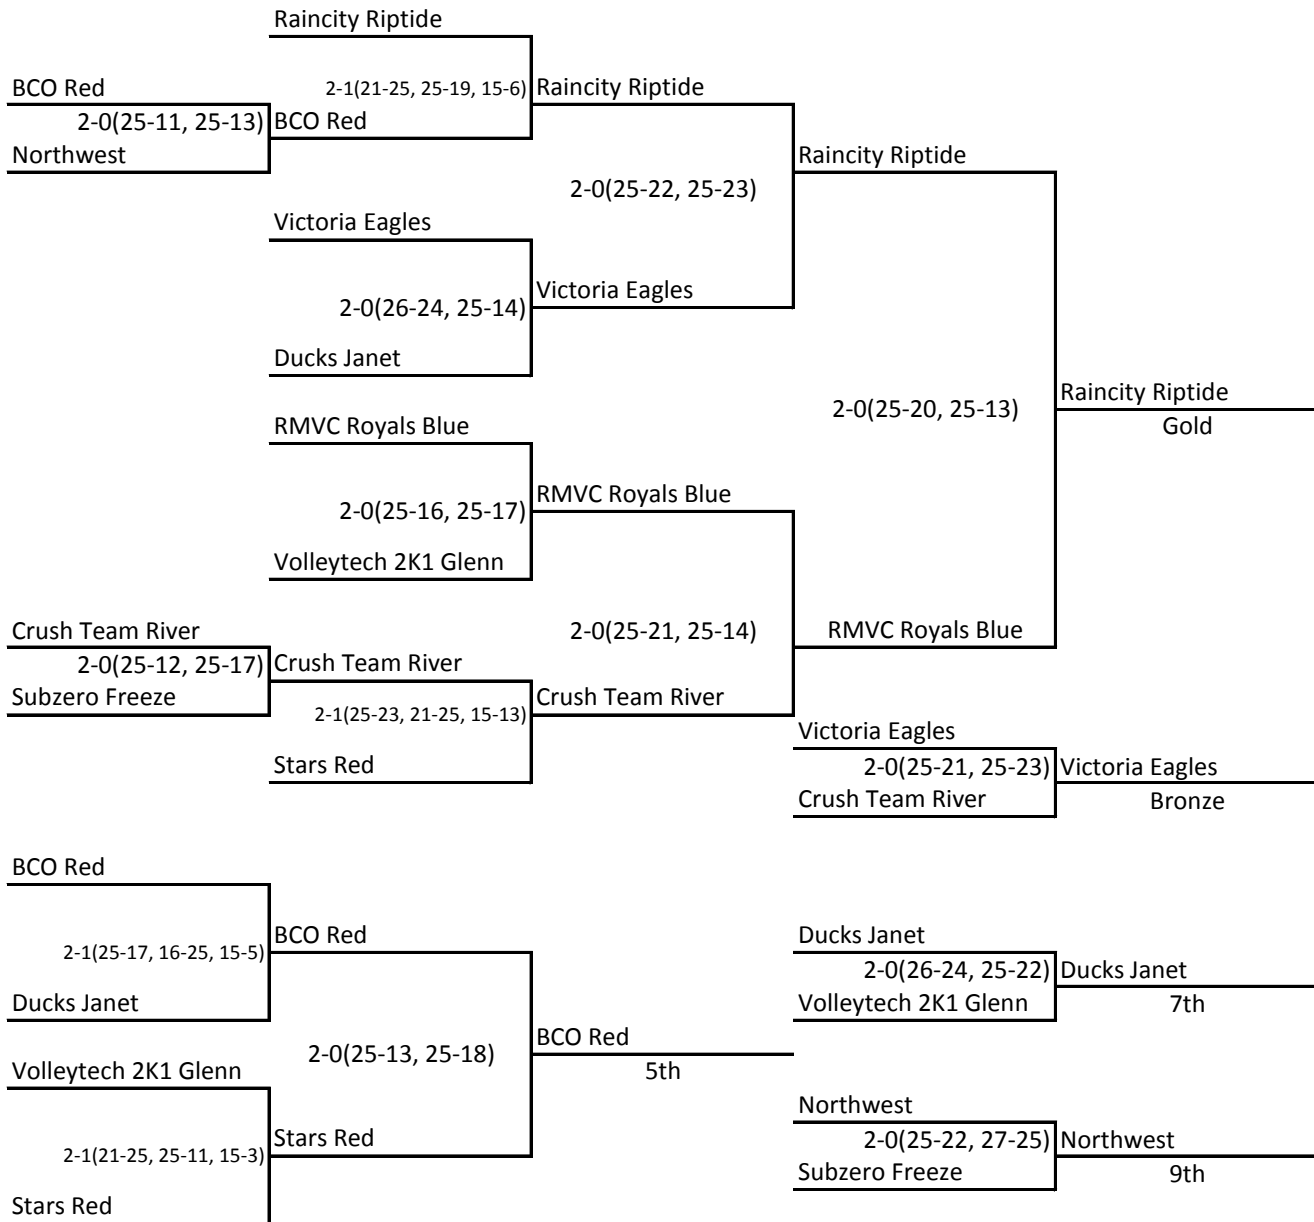 Raincity Riptide
BCO Red
2-1(21-25, 25-19, 15-6)
Raincity Riptide
2-0(25-11, 25-13)
BCO Red
Northwest
Raincity Riptide
2-0(25-22, 25-23)
Victoria Eagles
2-0(26-24, 25-14)
Victoria Eagles
Ducks Janet
Raincity Riptide
2-0(25-20, 25-13)
Gold
RMVC Royals Blue
RMVC Royals Blue
2-0(25-16, 25-17)
Volleytech 2K1 Glenn
Crush Team River
2-0(25-21, 25-14)
RMVC Royals Blue
2-0(25-12, 25-17)
Crush Team River
Subzero Freeze
2-1(25-23, 21-25, 15-13)
Crush Team River
Victoria Eagles
Stars Red
2-0(25-21, 25-23)
Victoria Eagles
Crush Team River
Bronze
BCO Red
BCO Red
Ducks Janet
2-1(25-17, 16-25, 15-5)
2-0(26-24, 25-22)
Ducks Janet
Ducks Janet
Volleytech 2K1 Glenn
7th
BCO Red
2-0(25-13, 25-18)
Volleytech 2K1 Glenn
5th
Northwest
Stars Red
2-0(25-22, 27-25)
Northwest
2-1(21-25, 25-11, 15-3)
Subzero Freeze
9th
Stars Red